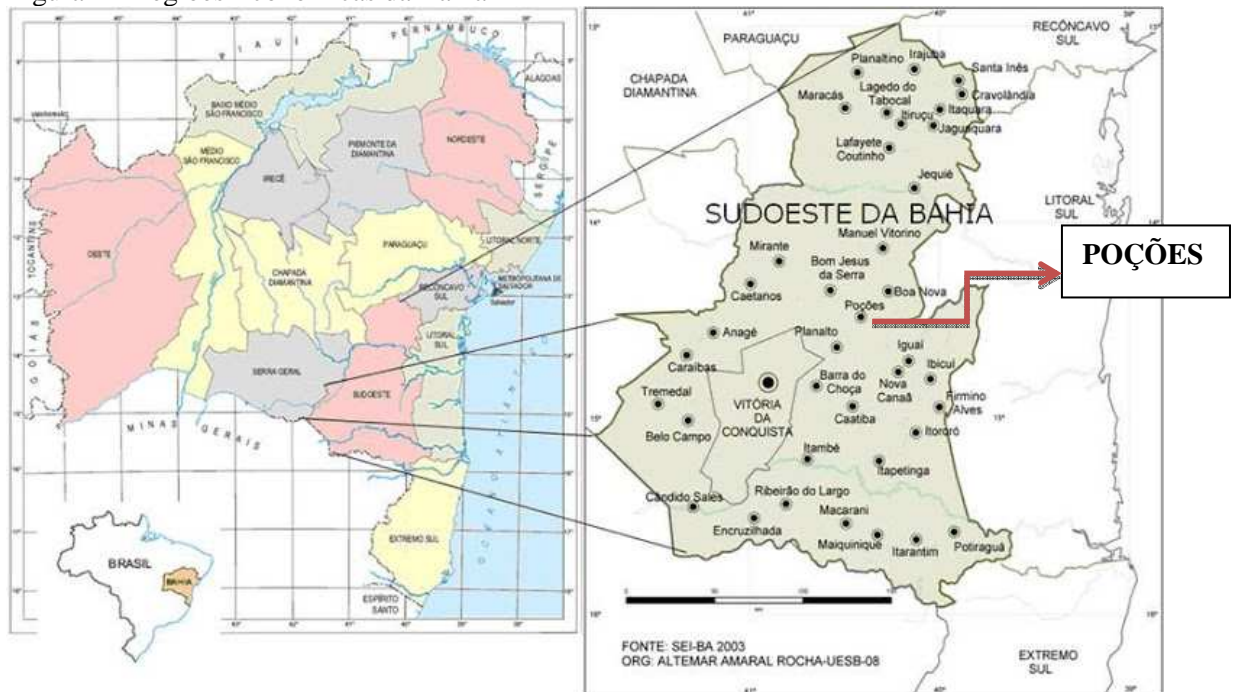 PIAUÍ
PERNAMBUCO
ALAGOAS
BAIXO MÉDIO
SÃO FRANCISCO
MÉDIO
SÃO FRANCISCO
IRECÊ
PIEMONTE DA
DIAMANTINA
NORDESTE
SERGIPE
TOCANTINS
OESTE
CHAPADA
DIAMANTINA
PARAGUAÇU
LITORAL NORTE
RECÔNCAVO
SUL
METROPOLITANA DE
SALVADOR
Salvador
LITORAL
SUL
GOIÁS
SERRA GERAL
SUDOESTE
MINAS GERAIS
EXTREMO SUL
ESPÍRITO
SANTO
BRASIL
BAHIA
PARAGUAÇU
RECÔNCAVO
SUL
CHAPADA
DIAMANTINA
Planaltino
Irajuba
Santa Inês
Cravolândia
Maracás
Lagedo do
Tabocal
Itaquara
Itiruçu
Jaguaquara
Lafayete
Coutinho
Jequié
LITORAL
SUL
SUDOESTE DA BAHIA
Manuel Vitorino
Mirante
Bom Jesus
da Serra
Caetanos
Boa Nova
Poções
POÇÕES
Anagé
Planalto
Iguaí
Ibicuí
Caraíbas
Barra do
Choça
Nova
Canaã
Tremedal
Firmino
Alves
VITÓRIA
DA
CONQUISTA
Caatiba
Belo Campo
Itororó
Itambé
Itapetinga
Cândido Sales
Ribeirão do Largo
Encruzilhada
Macarani
Maiquinique
Itarantim
Potiraguá
FONTE: SEI-BA 2003
ORG: ALTEMAR AMARAL ROCHA-UESB-08
EXTREMO
SUL